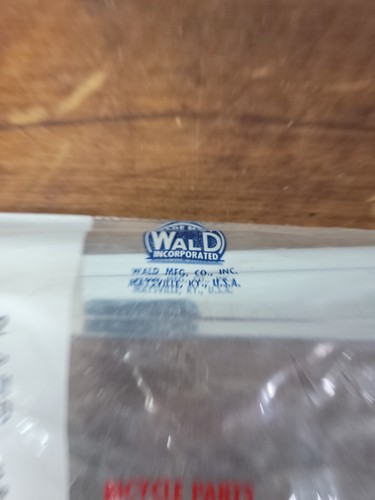 WALD
INCORPORATED
WALD MFG. CO., INC.
MAYSVILLE, KY., U.S.A.
BICYCLE PARTS